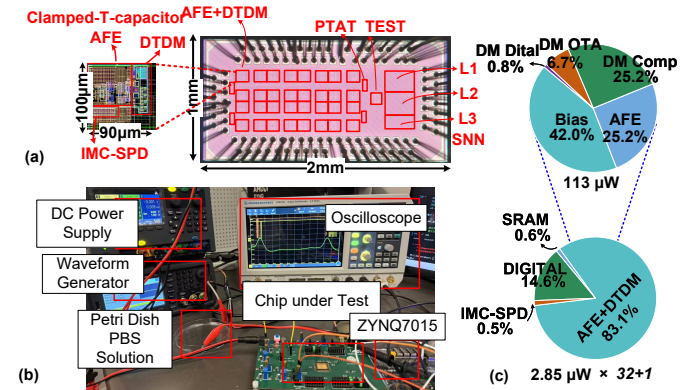 Clamped-T-capacitor
AFE
DTDM
AFE+DTDM
PTAT TEST
100μm
90μm
IMC-SPD
1mm
2mm
L1
L2
L3
SNN
(a)
DC Power
Supply
Waveform
Generator
Petri Dish
PBS
Solution
Oscilloscope
Chip under Test
ZYNQ7015
(b)
DM Dital
0.8%
DM OTA
6.7%
DM Comp
25.2%
Bias
42.0%
AFE
25.2%
113 μW
SRAM
0.6%
DIGITAL
14.6%
IMC-SPD
0.5%
AFE+DTDM
83.1%
(c)
2.85 μW × 32+1